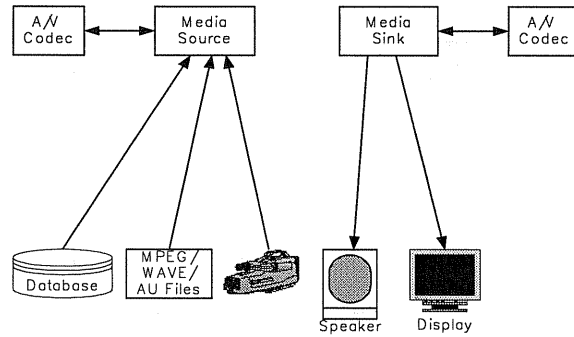 A/V
Codec
Media
Source
Media
Sink
A/V
Codec
Database
MPEG/
WAVE/
AU Files
Speaker
Display